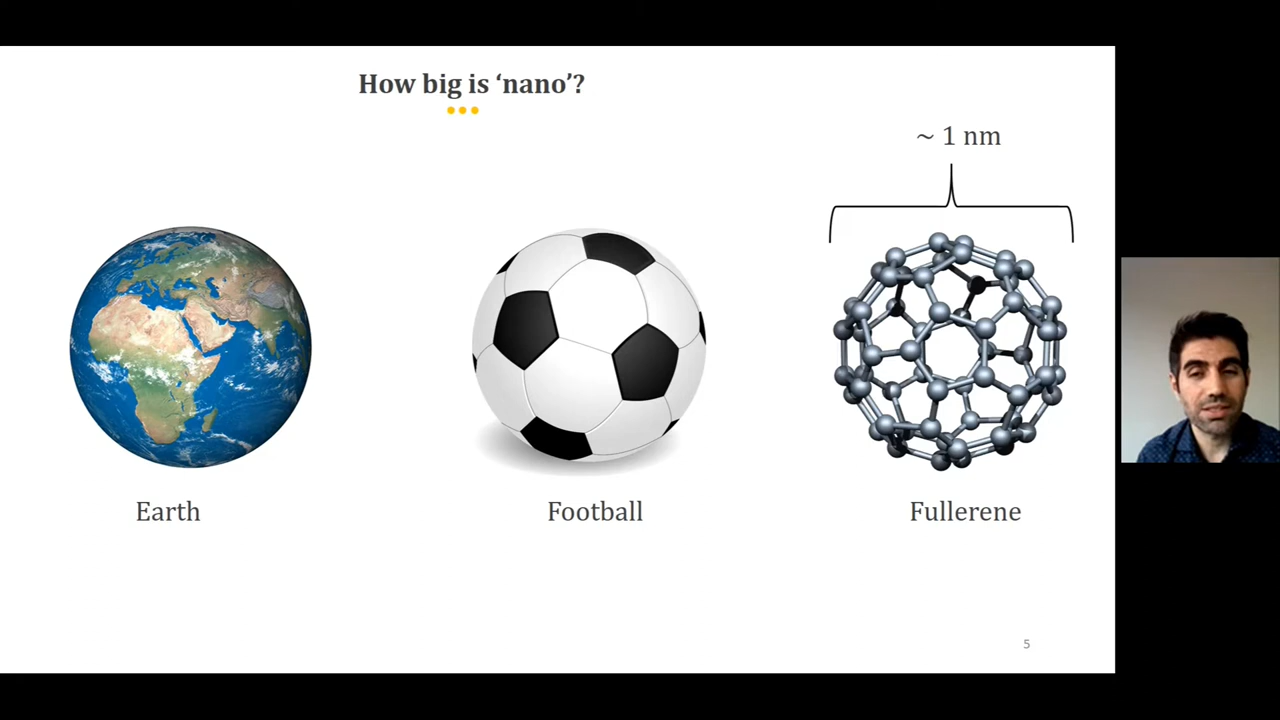 How big is ‘nano’?
~ 1 nm
Earth
Football
Fullerene
5